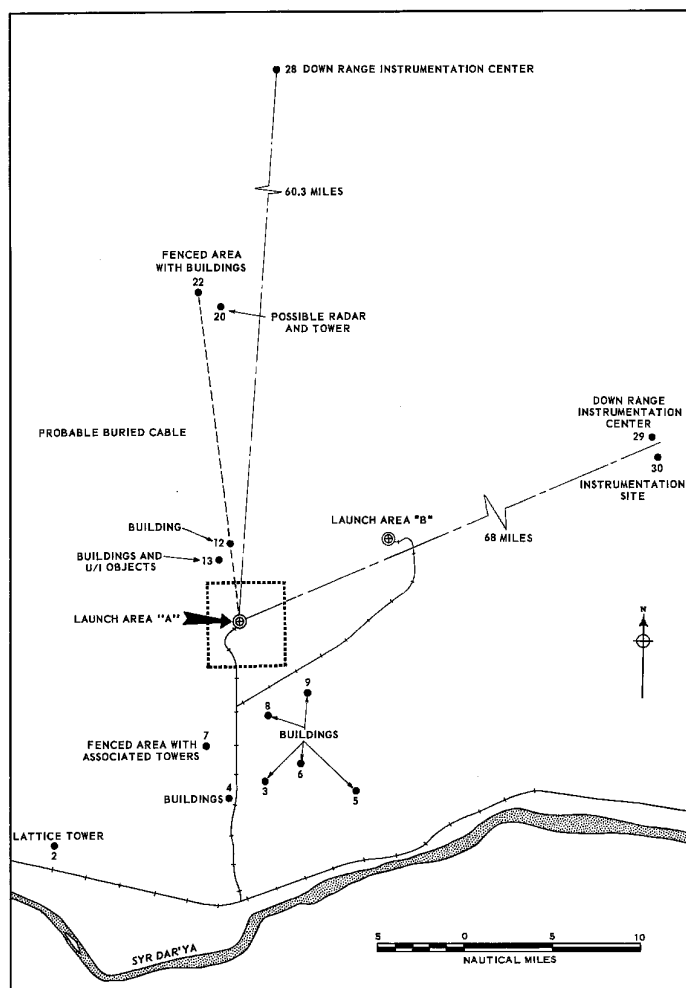 28 DOWN RANGE INSTRUMENTATION CENTER
60.3 MILES
FENCED AREA
WITH BUILDINGS
22
20
POSSIBLE RADAR
AND TOWER
DOWN RANGE
INSTRUMENTATION
CENTER
29
30
INSTRUMENTATION
SITE
PROBABLE BURIED CABLE
BUILDING
12
LAUNCH AREA "B"
68 MILES
BUILDINGS AND
U/I OBJECTS
13
LAUNCH AREA "A"
N
9
8
BUILDINGS
7
FENCED AREA WITH
ASSOCIATED TOWERS
6
3
5
4
BUILDINGS
LATTICE TOWER
2
SYR DAR'YA
5 0 5 10
NAUTICAL MILES